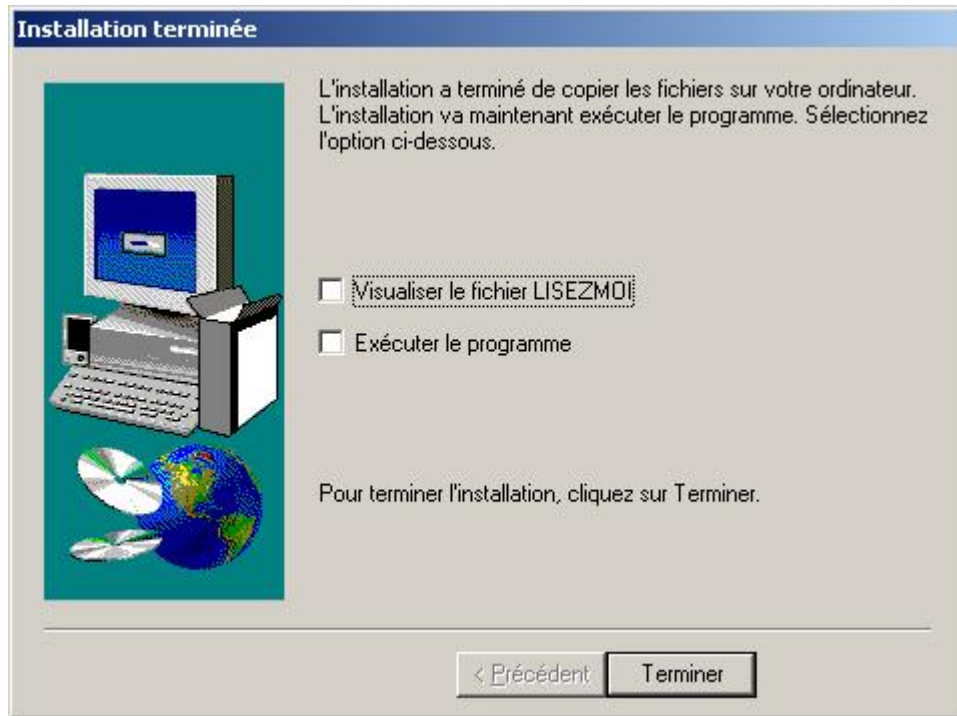 Installation terminée
L'installation a terminé de copier les fichiers sur votre ordinateur.
L'installation va maintenant exécuter le programme. Sélectionnez
l'option ci-dessous.
Visualiser le fichier LISEZMOI
Exécuter le programme
Pour terminer l'installation, cliquez sur Terminer.
< Précédent
Terminer